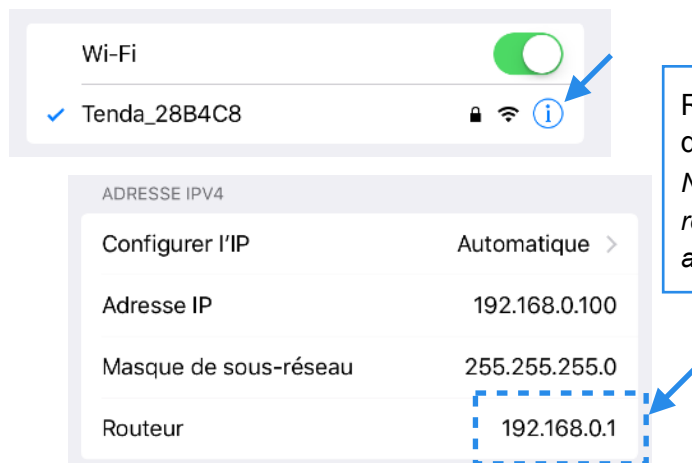 Wi-Fi
Tenda_28B4C8
ADRESSE IPV4
Configurer l'IP Automatique >
Adresse IP 192.168.0.100
Masque de sous-réseau 255.255.255.0
Routeur 192.168.0.1